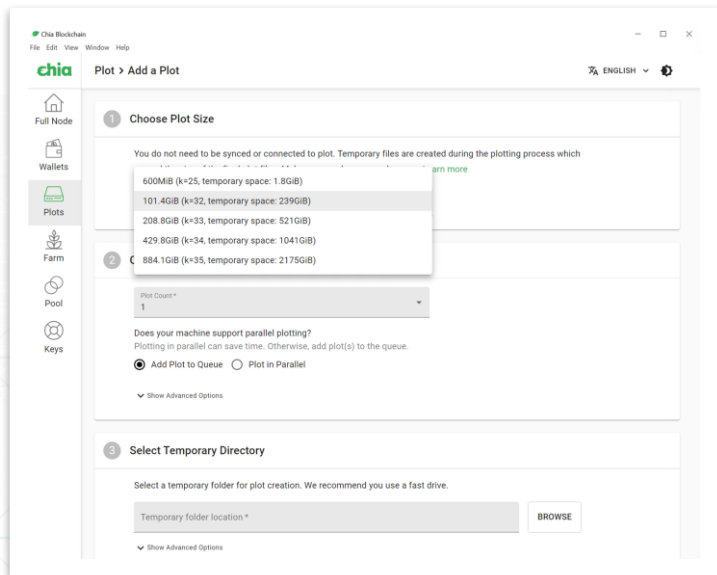 Chia Blockchain
File Edit View Window Help
chia
Plot > Add a Plot
ENGLISH
Full Node
Wallets
Plots
Farm
Pool
Keys
1 Choose Plot Size
You do not need to be synced or connected to plot. Temporary files are created during the plotting process which
arn more
600MiB (k=25, temporary space: 1.8GiB)
101.4GiB (k=32, temporary space: 239GiB)
208.8GiB (k=33, temporary space: 521GiB)
429.8GiB (k=34, temporary space: 1041GiB)
884.1GiB (k=35, temporary space: 2175GiB)
2
Plot Count *
1
Does your machine support parallel plotting?
Plotting in parallel can save time. Otherwise, add plot(s) to the queue.
Add Plot to Queue Plot in Parallel
Show Advanced Options
3 Select Temporary Directory
Select a temporary folder for plot creation. We recommend you use a fast drive.
Temporary folder location *
BROWSE
Show Advanced Options